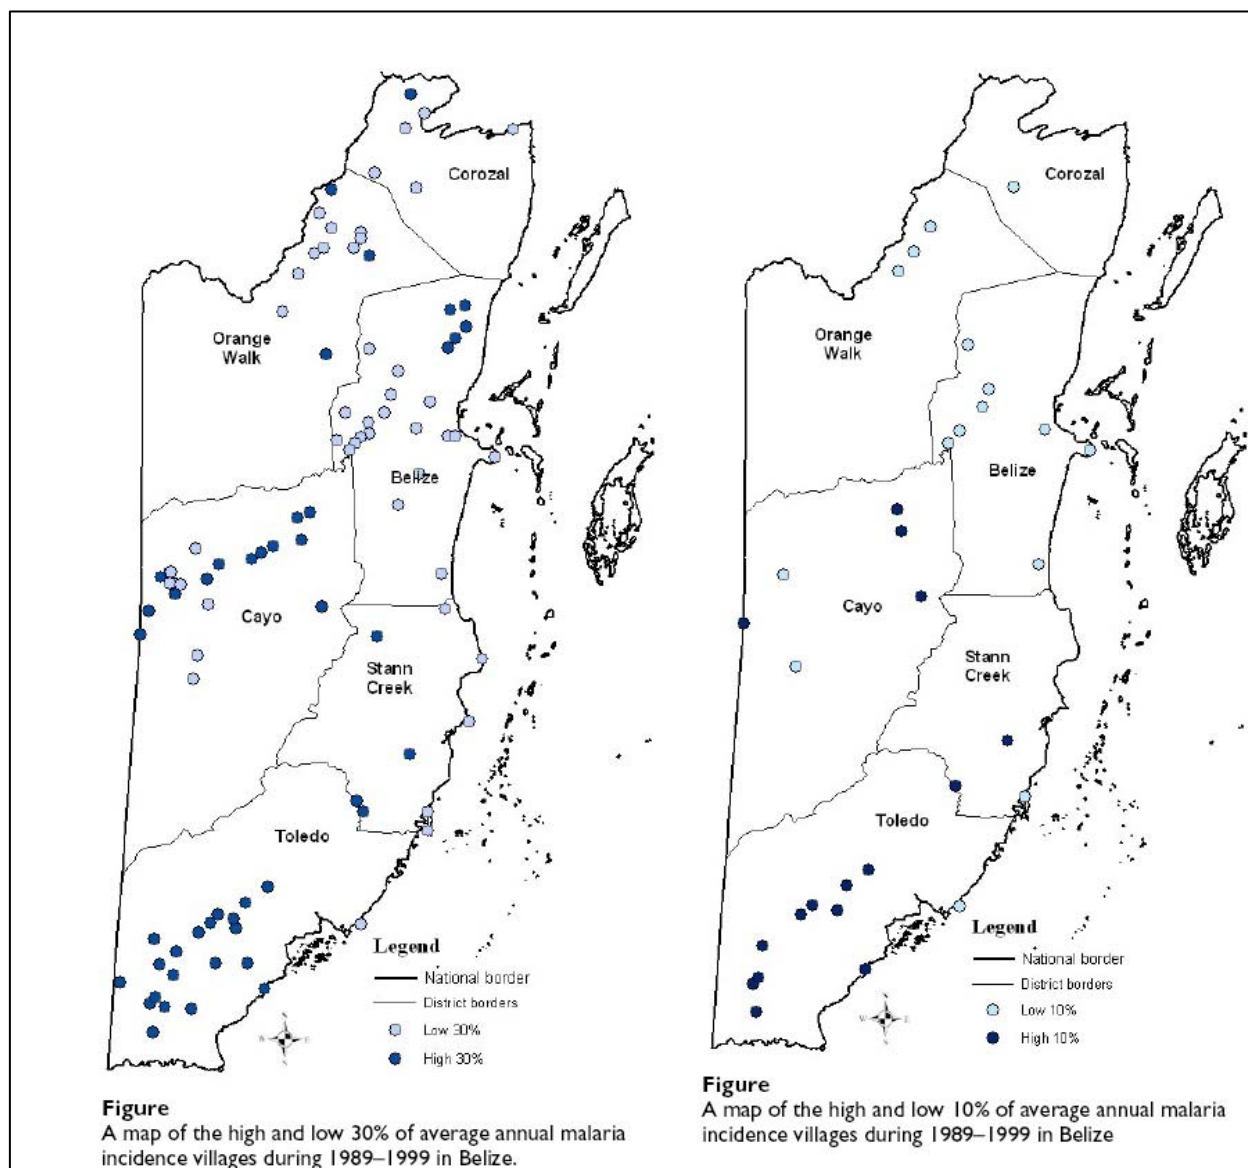 Corozal
Orange
Walk
Belize
Cayo
Stann
Creek
Toledo
Legend
National border
District borders
Low 30%
High 30%
W E
Figure
A map of the high and low 30% of average annual malaria
incidence villages during 1989–1999 in Belize.
Corozal
Orange
Walk
Belize
Cayo
Stann
Creek
Toledo
Legend
National border
District borders
Low 10%
High 10%
W E
Figure
A map of the high and low 10% of average annual malaria
incidence villages during 1989–1999 in Belize